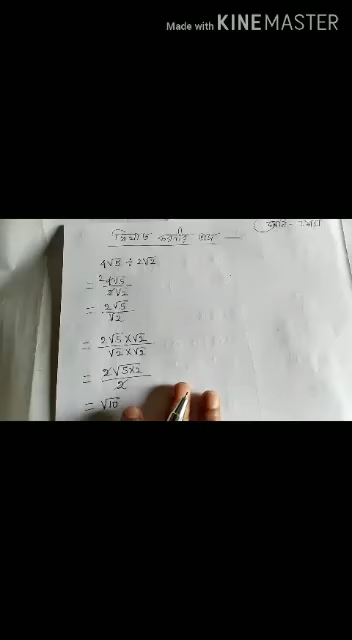 Made with KINEMASTER
4√5 ÷ 2√2
= 2 4√5 / 2√2
= 2√5 / √2
= 2√5 × √2 / √2 × √2
= 2√5×2 / 2
= √10